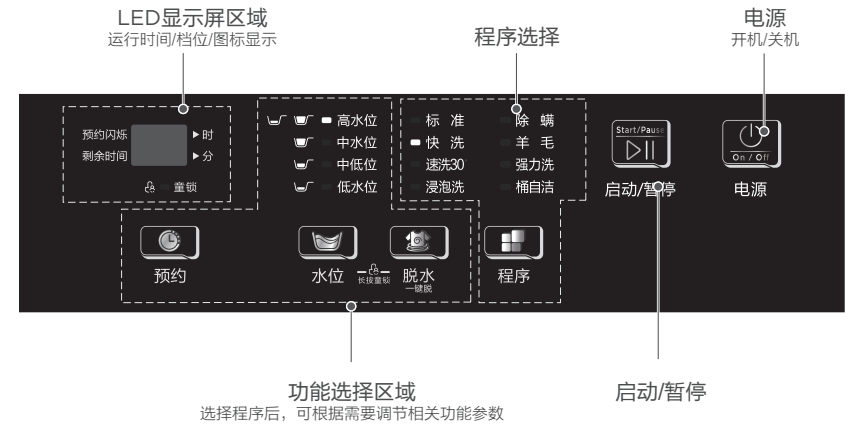 LED显示屏区域
运行时间/档位/图标显示
程序选择
电源
开机/关机
预约闪烁 ▶时
剩余时间 ▶分
童锁
高水位
中水位
中低位
低水位
标 准
快 洗
速洗30
浸泡洗
除 螨
羊 毛
强力洗
桶自洁
Start/Pause
启动/暂停
On / Off
电源
预约
水位
长按童锁
脱水
一键脱
程序
功能选择区域
选择程序后，可根据需要调节相关功能参数
启动/暂停